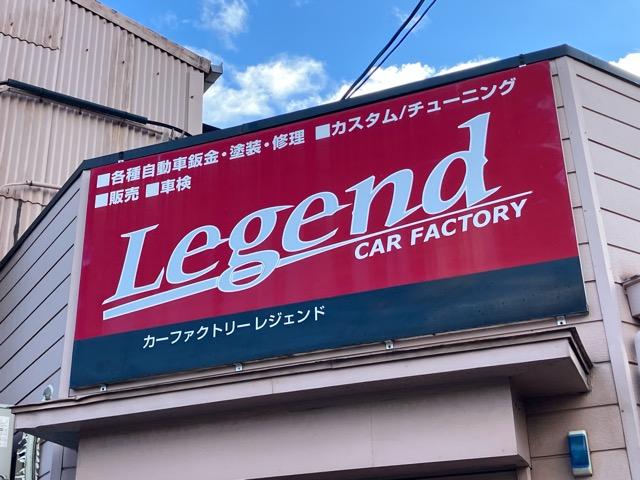 ■各種自動車鈑金・塗装・修理 ■カスタム/チューニング
■販売 ■車検
Legend
CAR FACTORY
カーファクトリーレジェンド